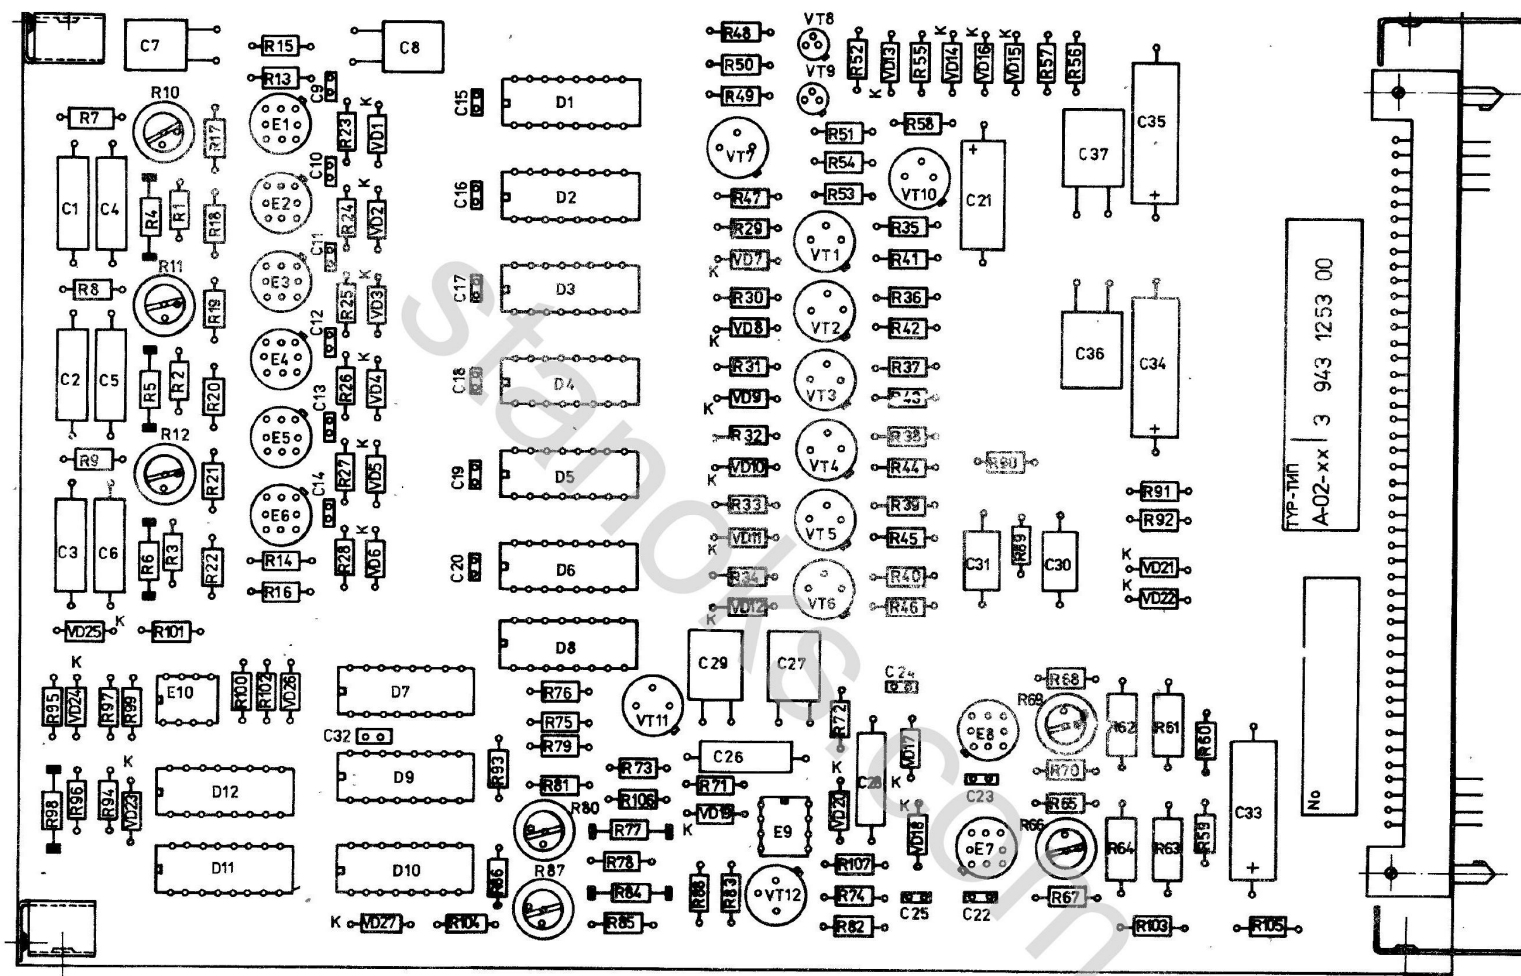 C7
R15
C8
R48
VT8
R13
R50
VT9
R52
VD13
R55
K
VD14
K
VD16
K
VD15
R57
R56
R10
C9
K
C15
D1
R49
K
C35
R7
R17
E1
R23
VD1
VT7
R51
R58
C37
C10
R54
VT10
C21
+
C1
C4
R4
R1
R18
E2
K
R24
VD2
C16
D2
R47
R53
+
R29
VT1
R35
R11
C11
K
VD7
K
R41
R8
R19
E3
R25
VD3
C17
D3
R30
VT2
R36
+
VD8
K
R42
C12
K
C36
C34
C2
C5
R5
R2
R20
E4
R26
VD4
C18
D4
R31
VT3
R37
VD9
K
R43
C13
K
R12
E5
R32
VT4
R38
+
R9
R21
R27
VD5
C19
D5
VD10
K
R44
R90
R91
C14
K
E6
R33
VT5
R39
R92
C3
C6
R6
R3
R22
R28
VD6
VD11
K
R45
C31
R89
C30
K
VD21
R14
C20
D6
R34
VT6
R40
K
VD22
R16
VD12
K
R46
K
VD25
R101
D8
C29
C27
K
E10
R100
R102
VD26
D7
R76
VT11
C24
R68
R95
VD24
R97
R99
R75
R72
R69
R62
R61
R60
C32
R79
C26
VD17
K
E8
R93
D9
R73
K
C28
R70
D12
R81
R71
VD20
C23
R65
C33
+
R98
R96
R94
K
VD23
R80
R106
VD19
K
E9
K
VD18
E7
R66
R64
R63
R59
R77
D11
D10
R86
R78
R107
R87
R84
R88
R83
VT12
R74
C25
C22
R67
K
VD27
R104
R85
R82
R103
R105
TYP-ТИП
A-02-xx
3 943 1253 00
No
stanoks.com